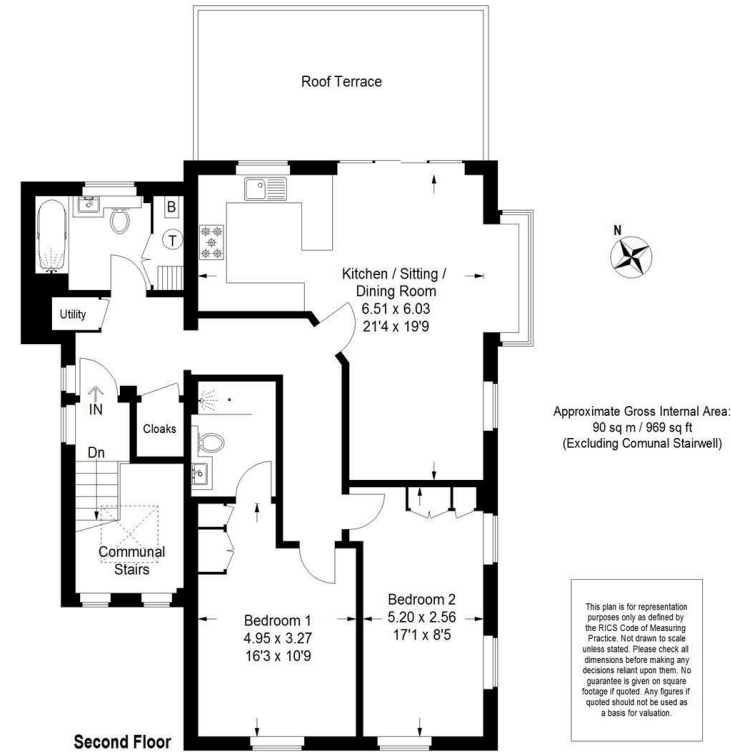 Roof Terrace
B
T
N
Kitchen / Sitting /
Dining Room
6.51 x 6.03
21'4 x 19'9
Utility
IN
Cloaks
Dn
Approximate Gross Internal Area:
90 sq m / 969 sq ft
(Excluding Comunal Stairwell)
Communal
Stairs
Bedroom 1
4.95 x 3.27
16'3 x 10'9
Bedroom 2
5.20 x 2.56
17'1 x 8'5
This plan is for representation
purposes only as defined by
the RICS Code of Measuring
Practice. Not drawn to scale
unless stated. Please check all
dimensions before making any
decisions reliant upon them. No
guarantee is given on square
footage if quoted. Any figures if
quoted should not be used as
a basis for valuation.
Second Floor